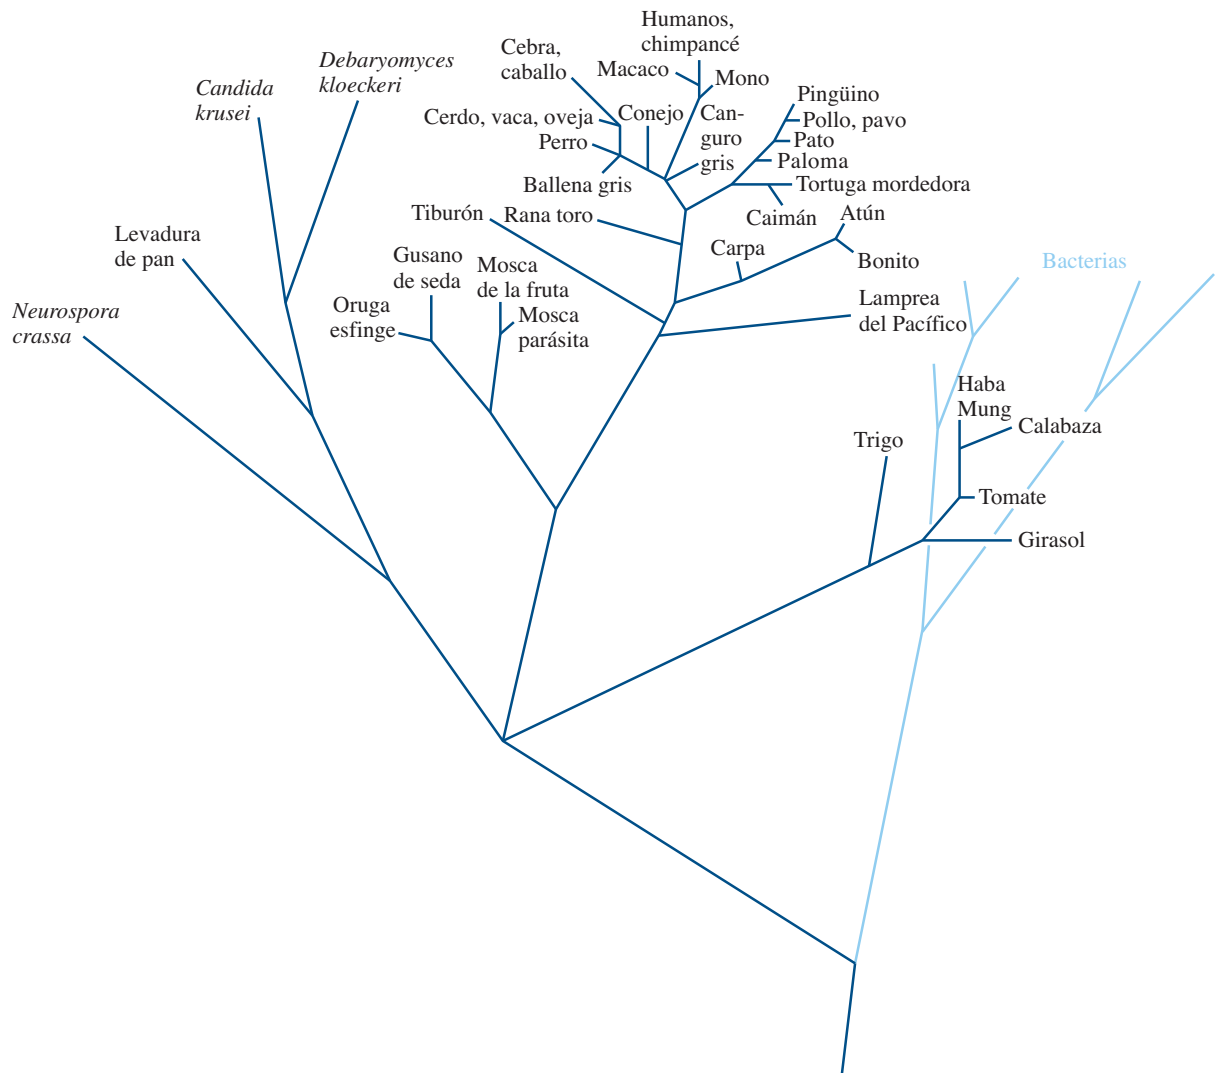 Humanos,
chimpancé
Cebra,
caballo
Macaco
Mono
Debaryomyces
kloeckeri
Candida
krusei
Pingüino
Cerdo, vaca, oveja
Conejo
Can-
guro
gris
Pollo, pavo
Perro
Pato
Paloma
Ballena gris
Tortuga mordedora
Tiburón
Rana toro
Caimán
Atún
Levadura
de pan
Gusano
de seda
Mosca
de la fruta
Carpa
Bonito
Bacterias
Neurospora
crassa
Oruga
esfinge
Mosca
parásita
Lamprea
del Pacífico
Haba
Mung
Calabaza
Trigo
Tomate
Girasol